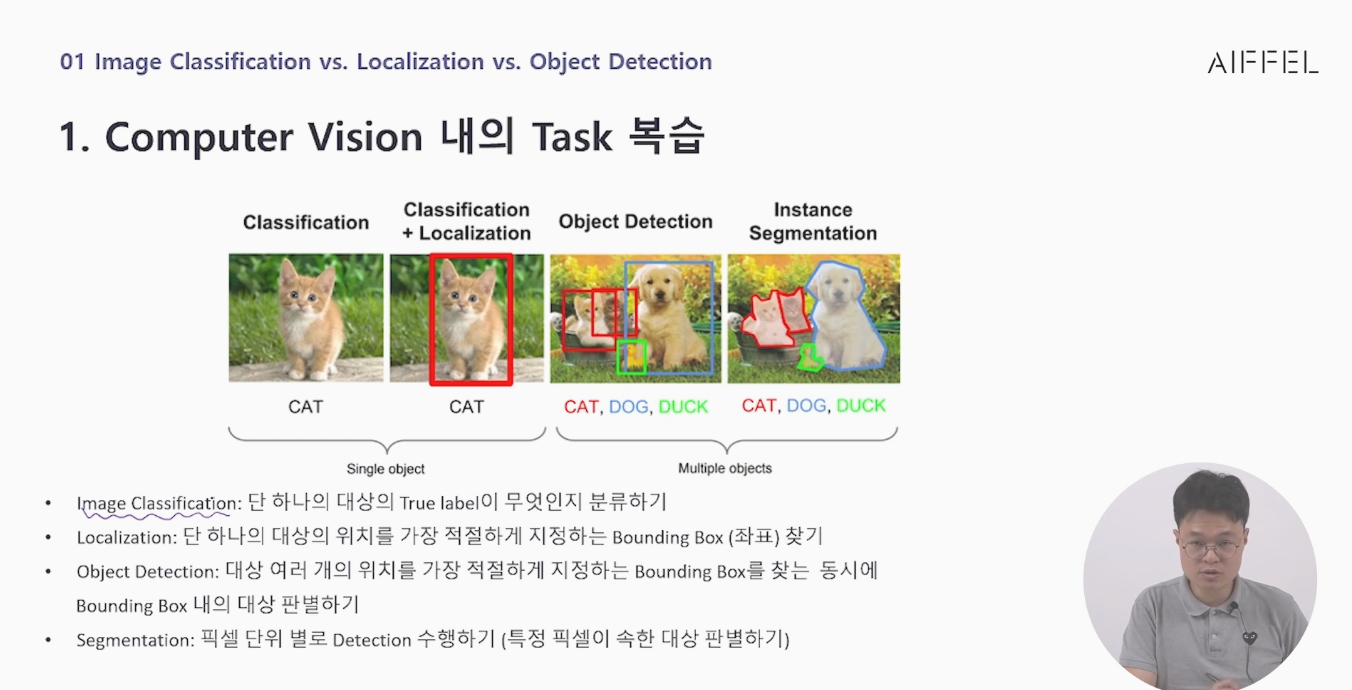 01 Image Classification vs. Localization vs. Object Detection
AIFFEL
1. Computer Vision 내의 Task 복습
Classification
Classification
+ Localization
Object Detection
Instance
Segmentation
CAT
CAT
CAT, DOG, DUCK
CAT, DOG, DUCK
Single object
Multiple objects
• Image Classification: 단 하나의 대상의 True label이 무엇인지 분류하기
• Localization: 단 하나의 대상의 위치를 가장 적절하게 지정하는 Bounding Box (좌표) 찾기
• Object Detection: 대상 여러 개의 위치를 가장 적절하게 지정하는 Bounding Box를 찾는 동시에
Bounding Box 내의 대상 판별하기
• Segmentation: 픽셀 단위 별로 Detection 수행하기 (특정 픽셀이 속한 대상 판별하기)